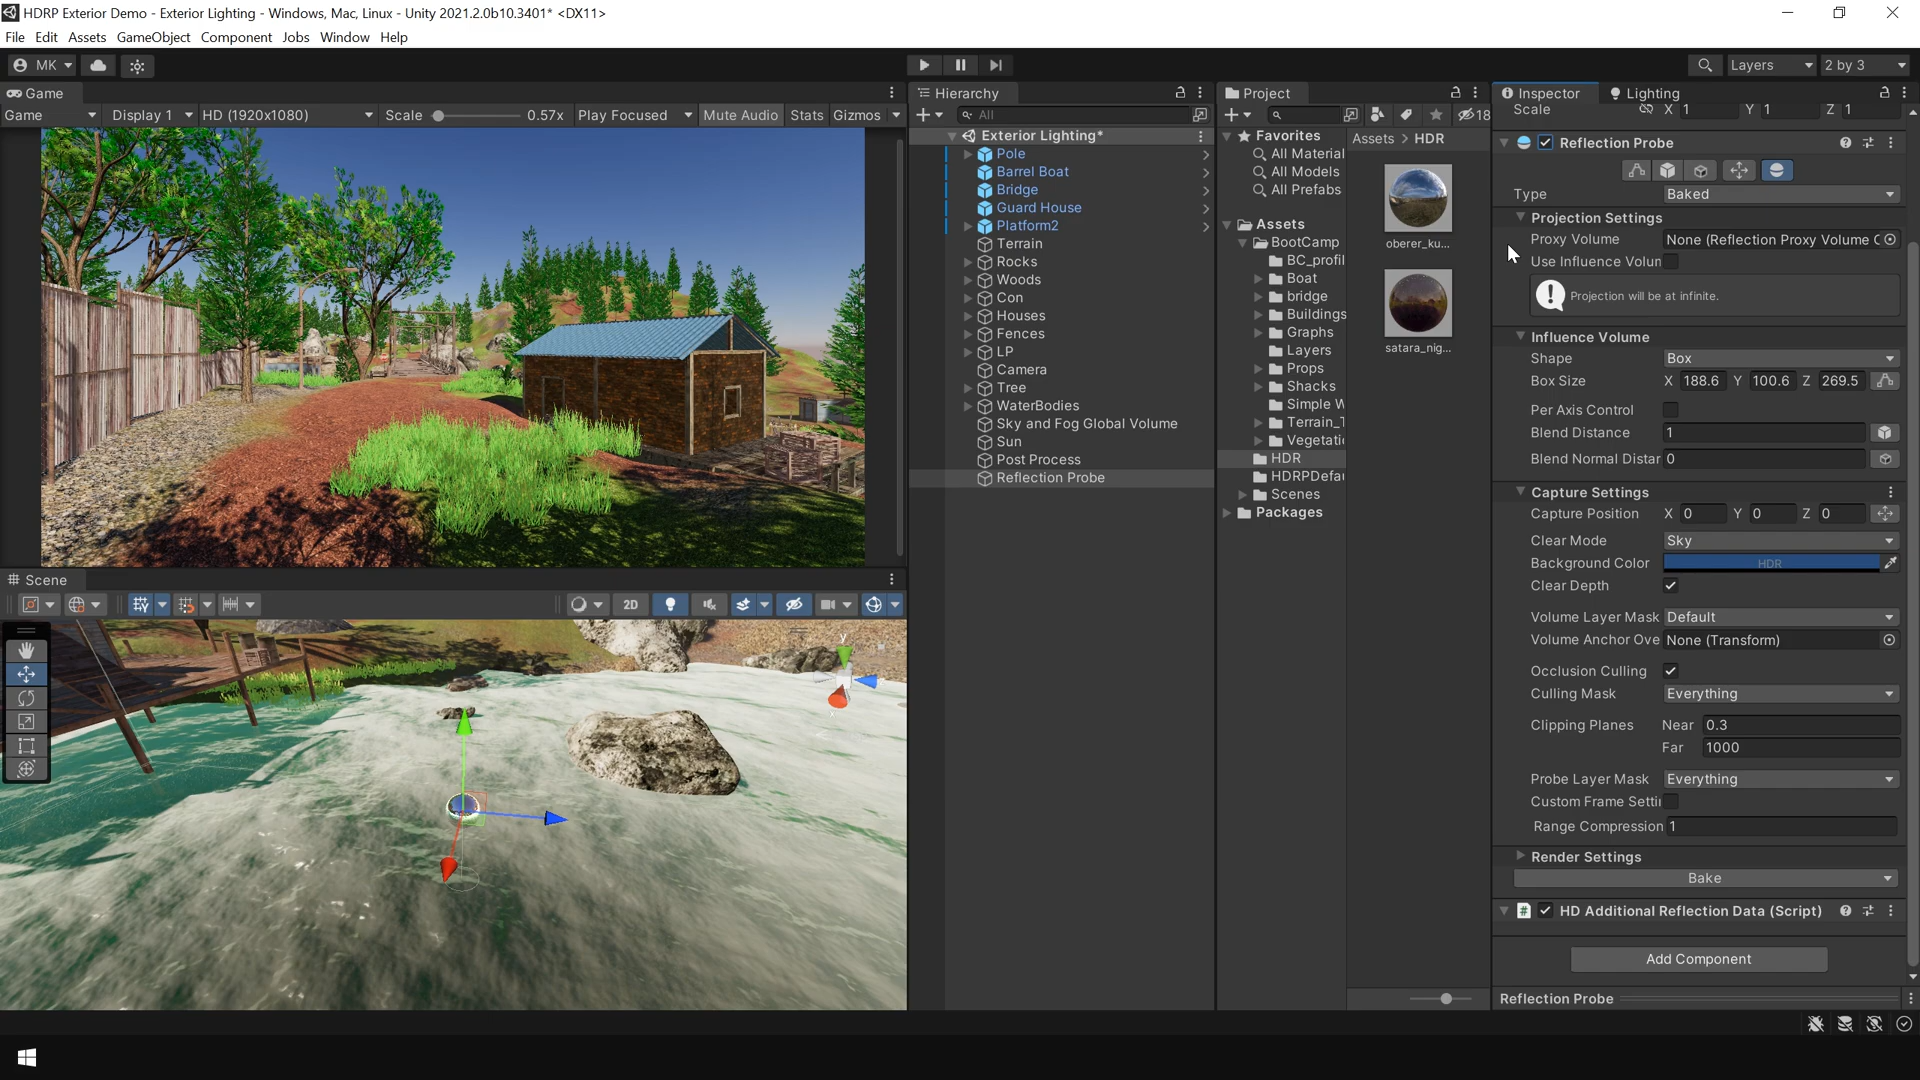 HDRP Exterior Demo - Exterior Lighting - Windows, Mac, Linux - Unity 2021.2.0b10.3401* <DX11>
File Edit Assets GameObject Component Jobs Window Help
MK
Layers
2 by 3
Game
Game Display 1 HD (1920x1080) Scale 0.57x Play Focused Mute Audio Stats Gizmos
Scene
2D
y
Hierarchy
All
Exterior Lighting*
Pole
Barrel Boat
Bridge
Guard House
Platform2
Terrain
Rocks
Woods
Con
Houses
Fences
LP
Camera
Tree
WaterBodies
Sky and Fog Global Volume
Sun
Post Process
Reflection Probe
Project
18
Favorites
All Material
All Models
All Prefabs
Assets
BootCamp
BC_profil
Boat
bridge
Buildings
Graphs
Layers
Props
Shacks
Simple W
Terrain_T
Vegetati
HDR
HDRPDefau
Scenes
Packages
Assets > HDR
oberer_ku...
satara_nig...
Inspector Lighting
Scale X 1 Y 1 Z 1
Reflection Probe
Type Baked
Projection Settings
Proxy Volume None (Reflection Proxy Volume C
Use Influence Volum
Projection will be at infinite.
Influence Volume
Shape Box
Box Size X 188.6 Y 100.6 Z 269.5
Per Axis Control
Blend Distance 1
Blend Normal Distar 0
Capture Settings
Capture Position X 0 Y 0 Z 0
Clear Mode Sky
Background Color HDR
Clear Depth
Volume Layer Mask Default
Volume Anchor Ove None (Transform)
Occlusion Culling
Culling Mask Everything
Clipping Planes Near 0.3
Far 1000
Probe Layer Mask Everything
Custom Frame Setti
Range Compression 1
Render Settings
Bake
# HD Additional Reflection Data (Script)
Add Component
Reflection Probe